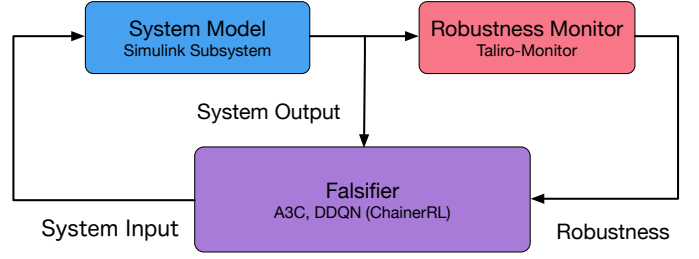 System Model
Simulink Subsystem
Robustness Monitor
Taliro-Monitor
System Output
Falsifier
A3C, DDQN (ChainerRL)
System Input
Robustness